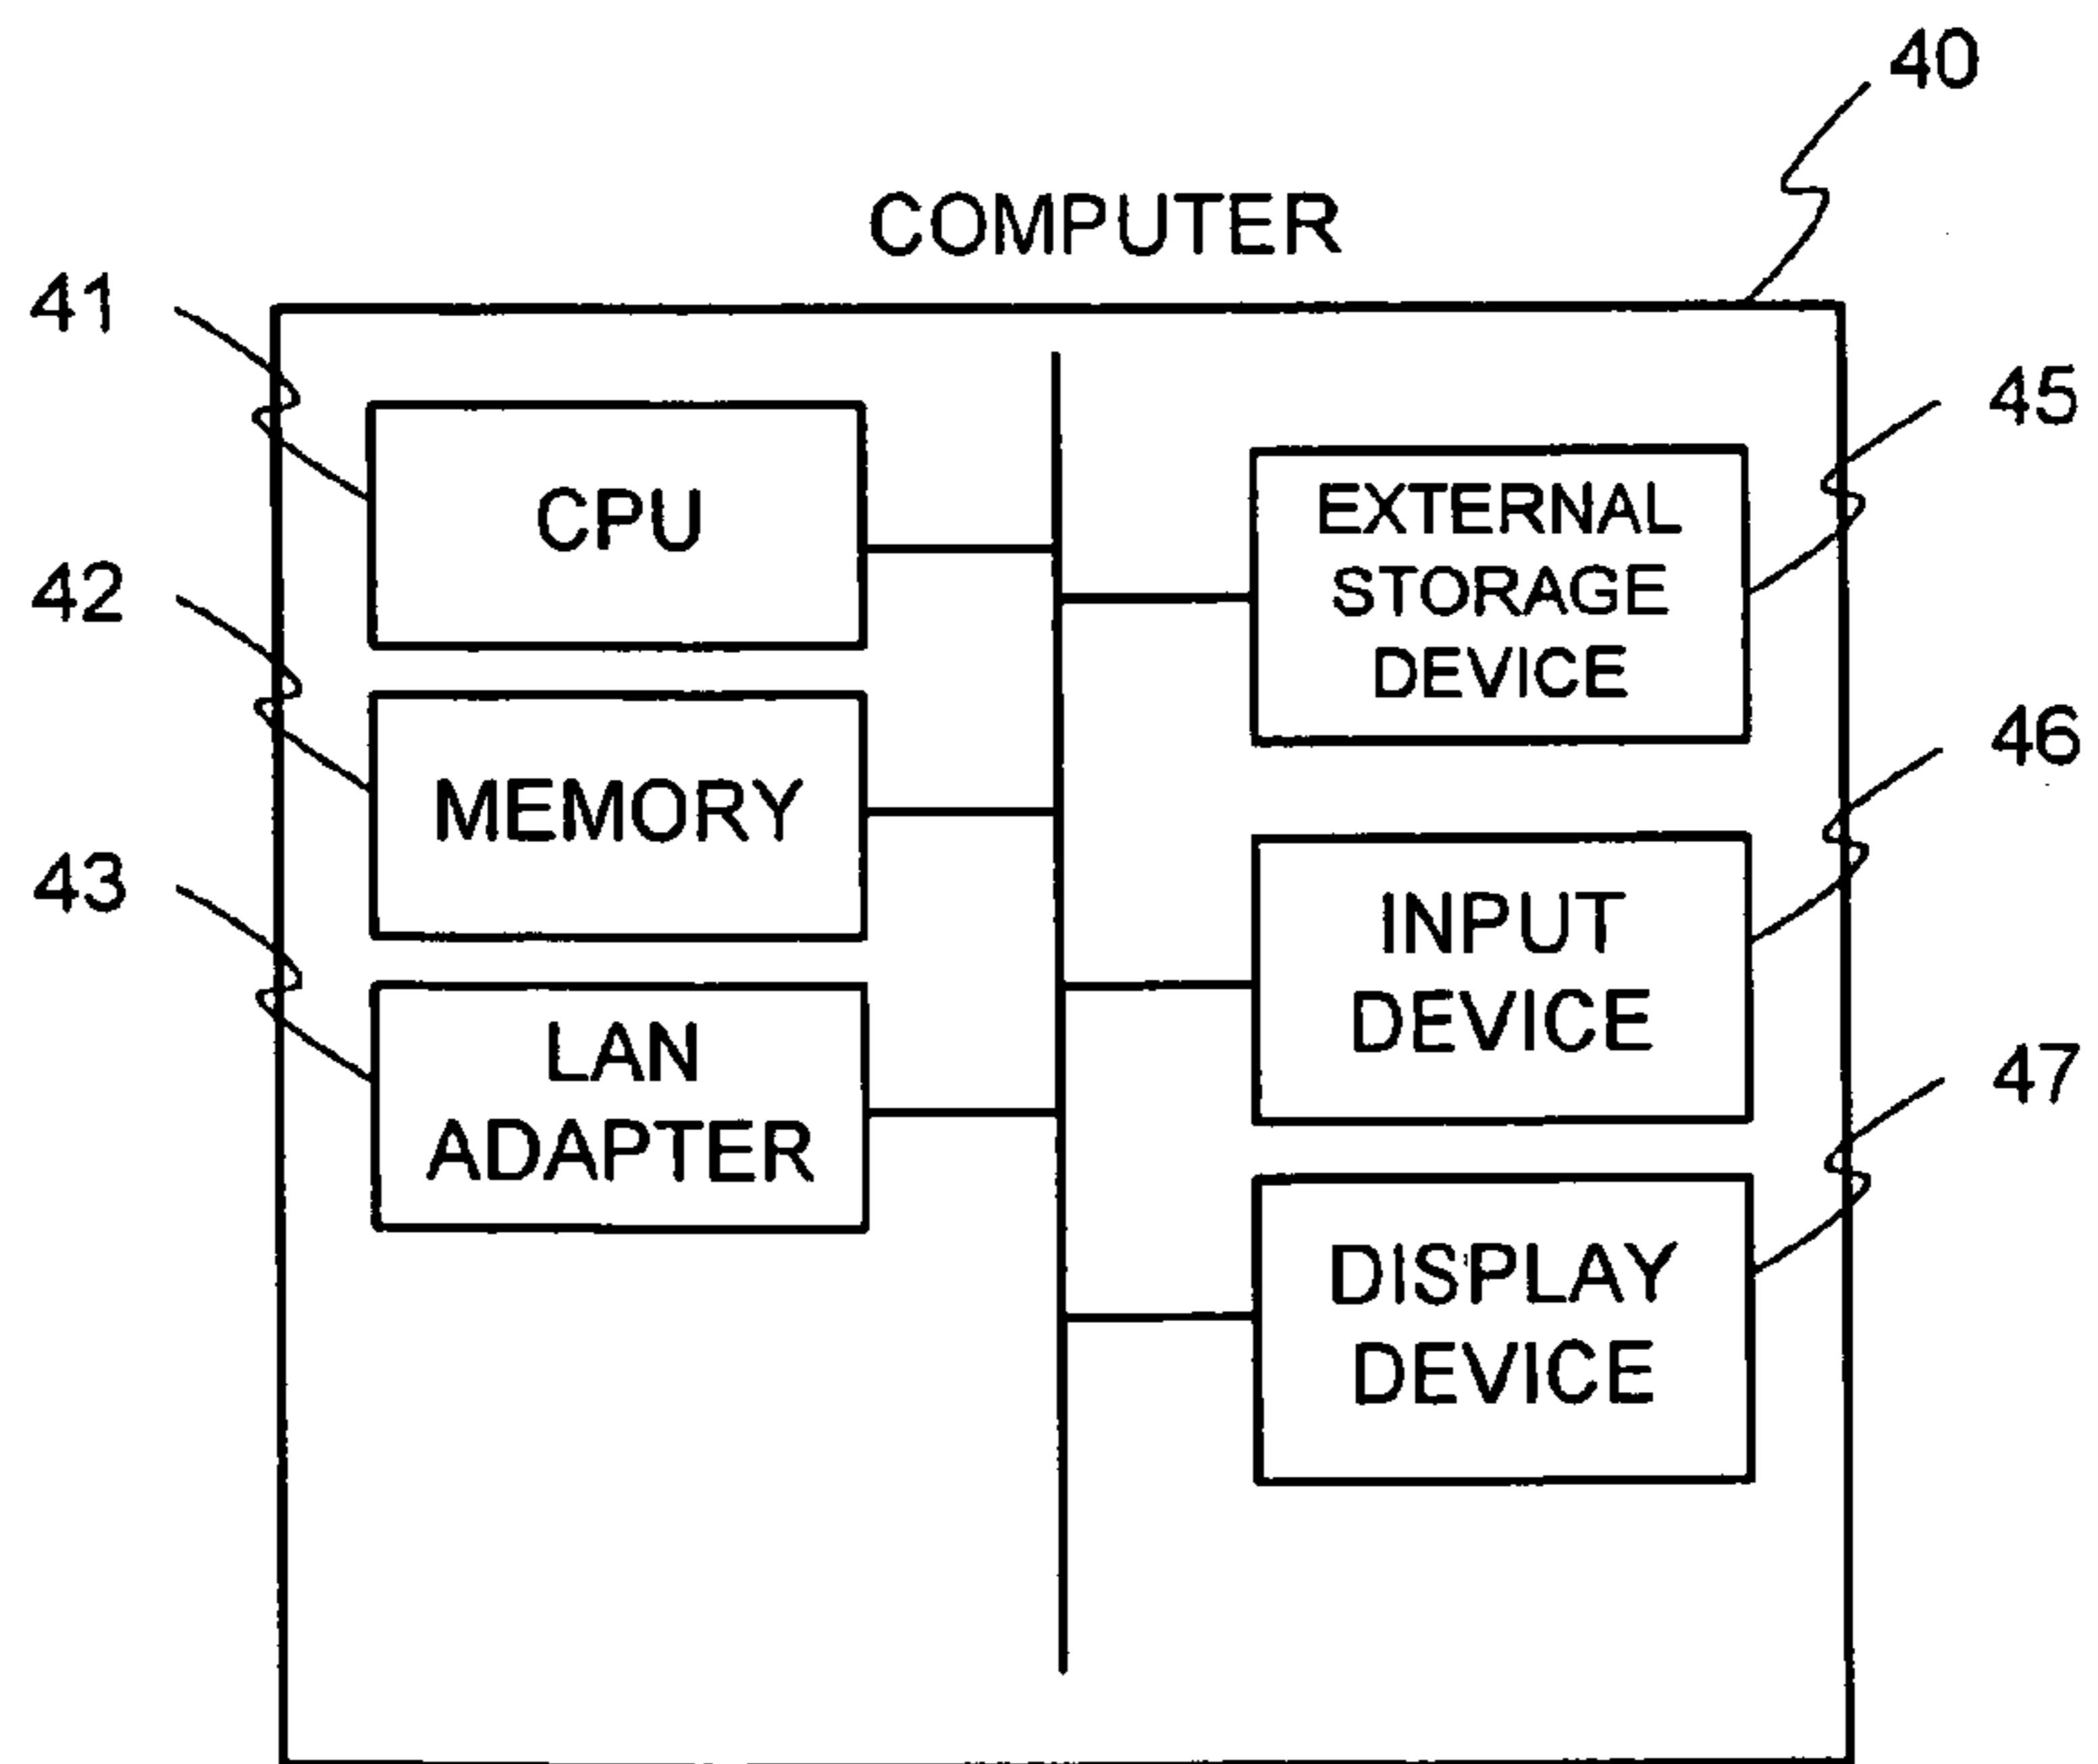 40
COMPUTER
41
CPU
42
MEMORY
43
LAN
ADAPTER
45
EXTERNAL
STORAGE
DEVICE
46
INPUT
DEVICE
47
DISPLAY
DEVICE